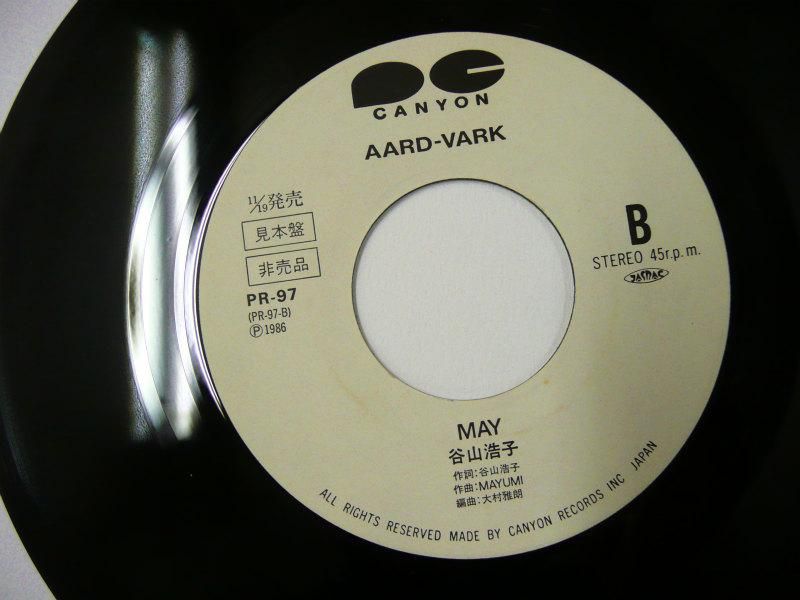 CANYON
AARD-VARK
11/19発売
見本盤
非売品
PR-97
(PR-97-B)
Ⓟ1986
B
STEREO 45r.p.m.
JASRAC
MAY
谷山浩子
作詞:谷山浩子
作曲:MAYUMI
編曲:大村雅朗
ALL RIGHTS RESERVED MADE BY CANYON RECORDS INC JAPAN